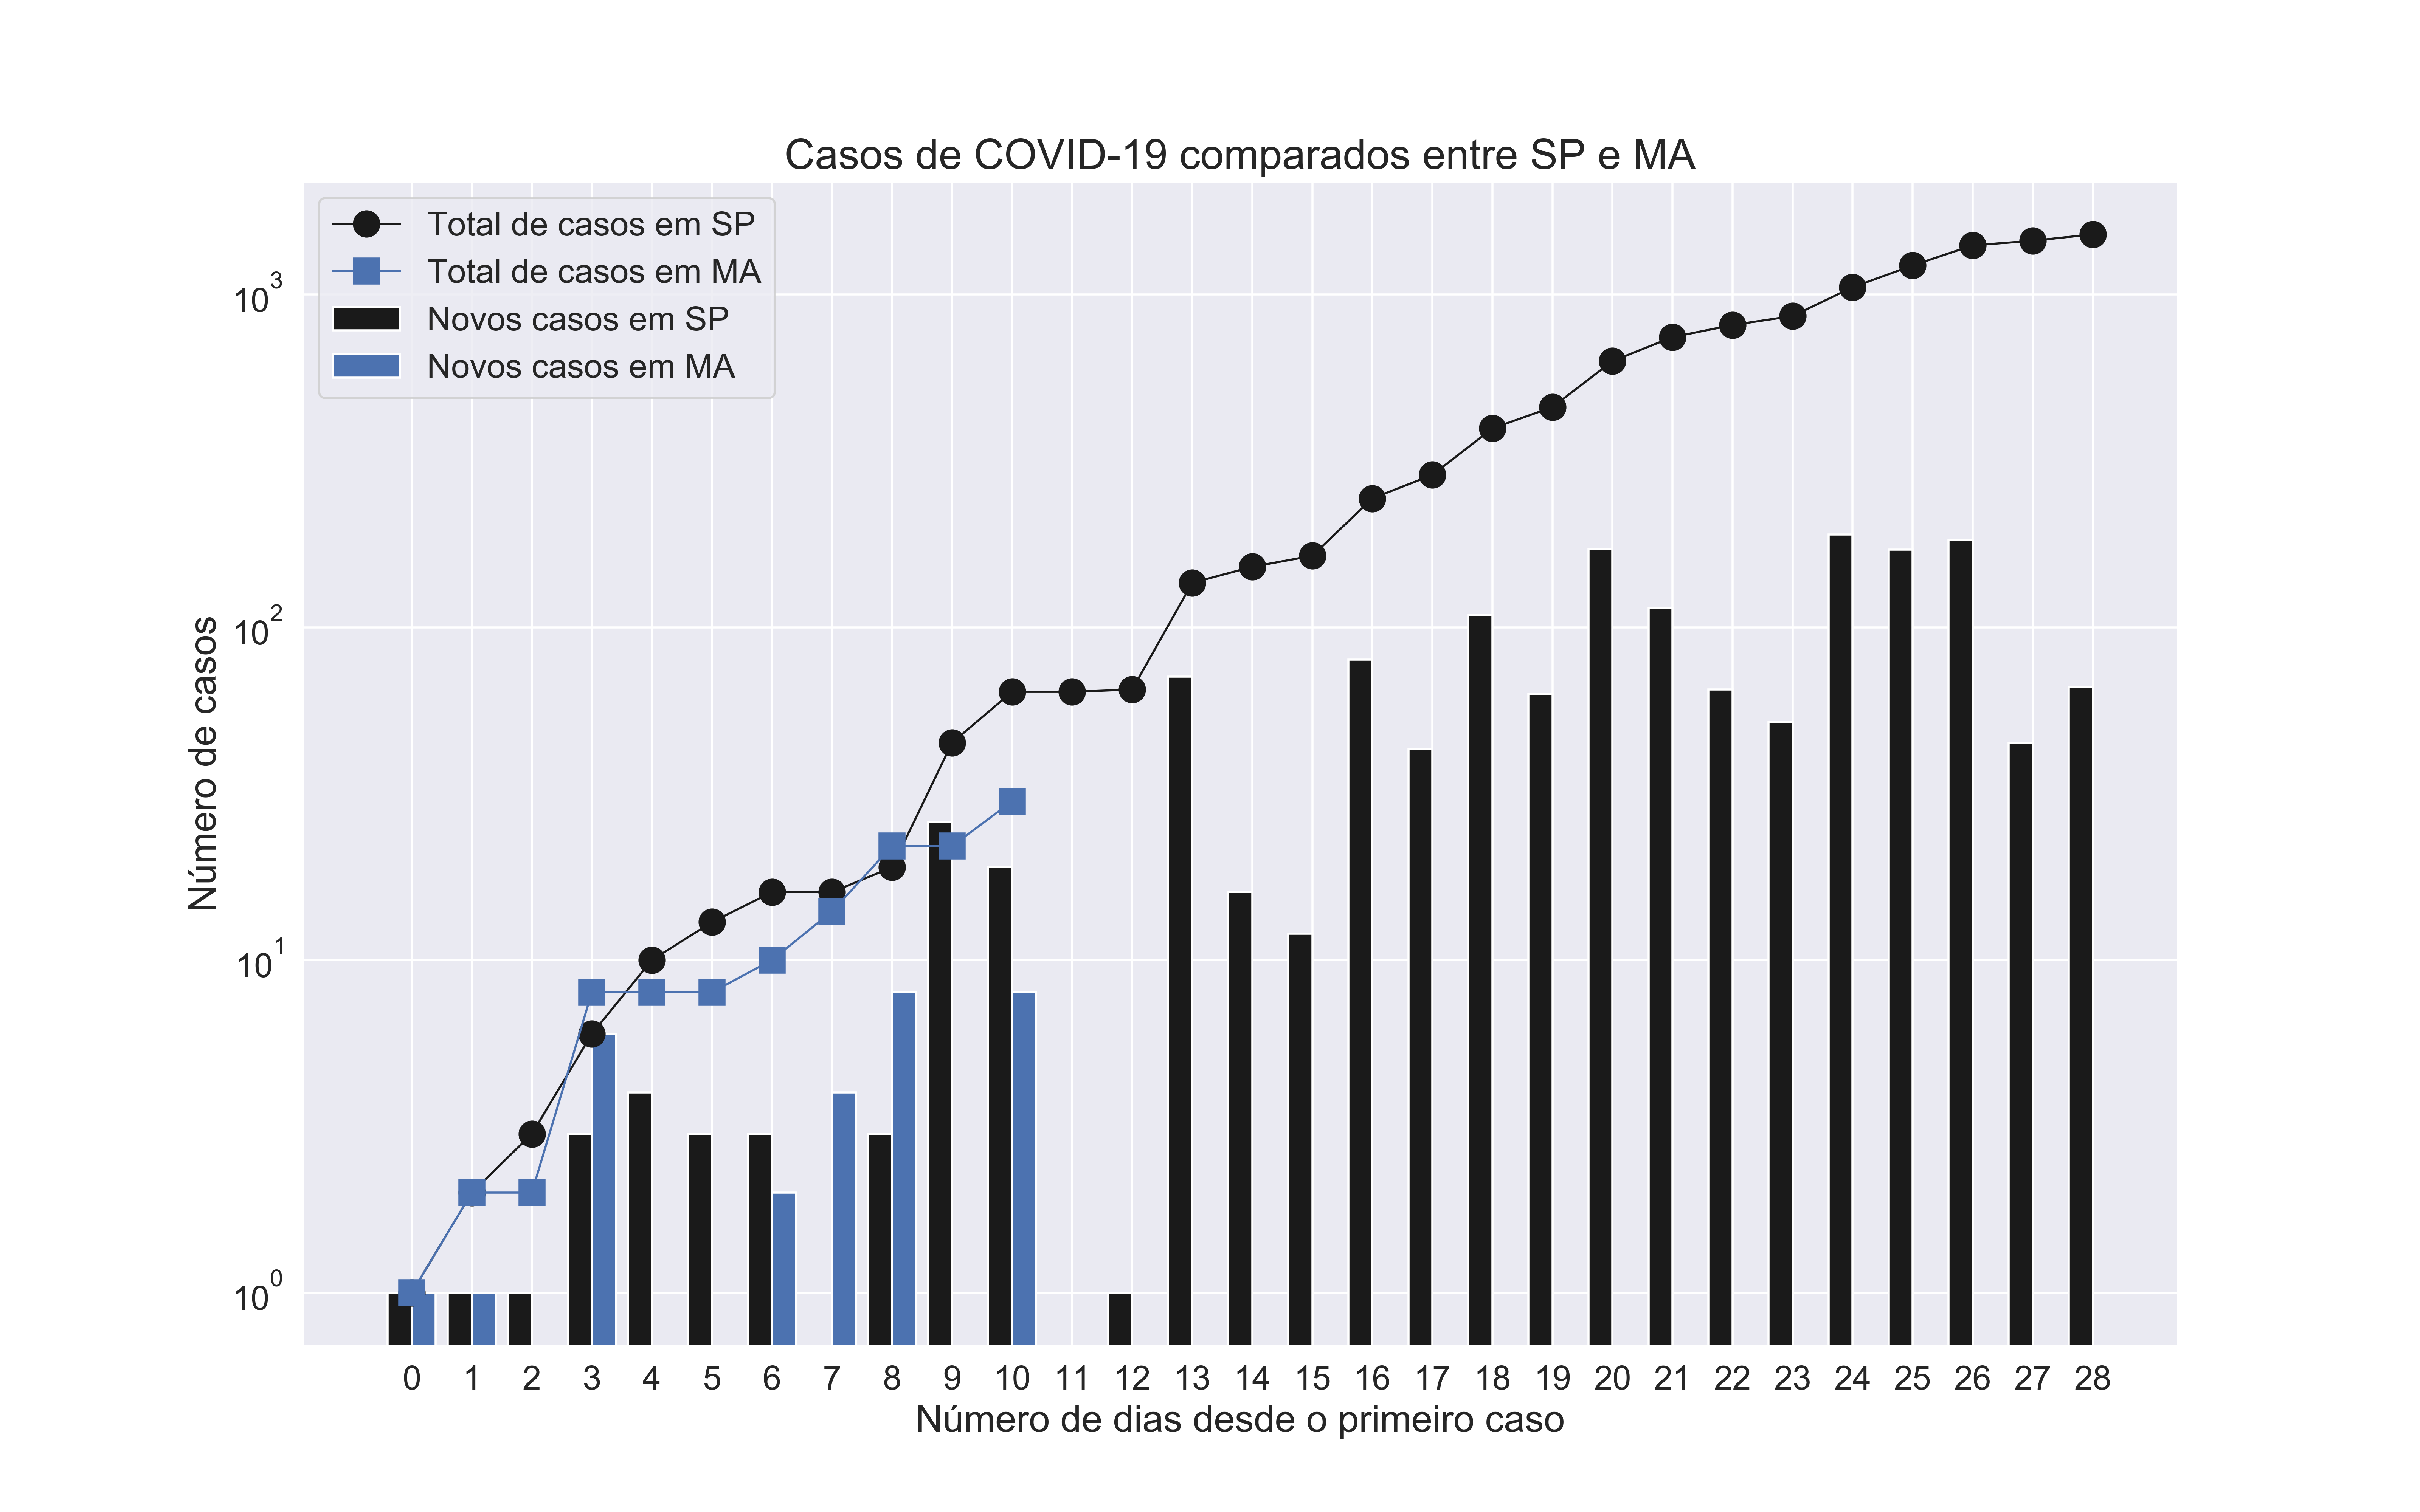 Casos de COVID-19 comparados entre SP e MA
Total de casos em SP
Total de casos em MA
Novos casos em SP
Novos casos em MA
Número de casos
10³
10²
10¹
10⁰
0 1 2 3 4 5 6 7 8 9 10 11 12 13 14 15 16 17 18 19 20 21 22 23 24 25 26 27 28
Número de dias desde o primeiro caso